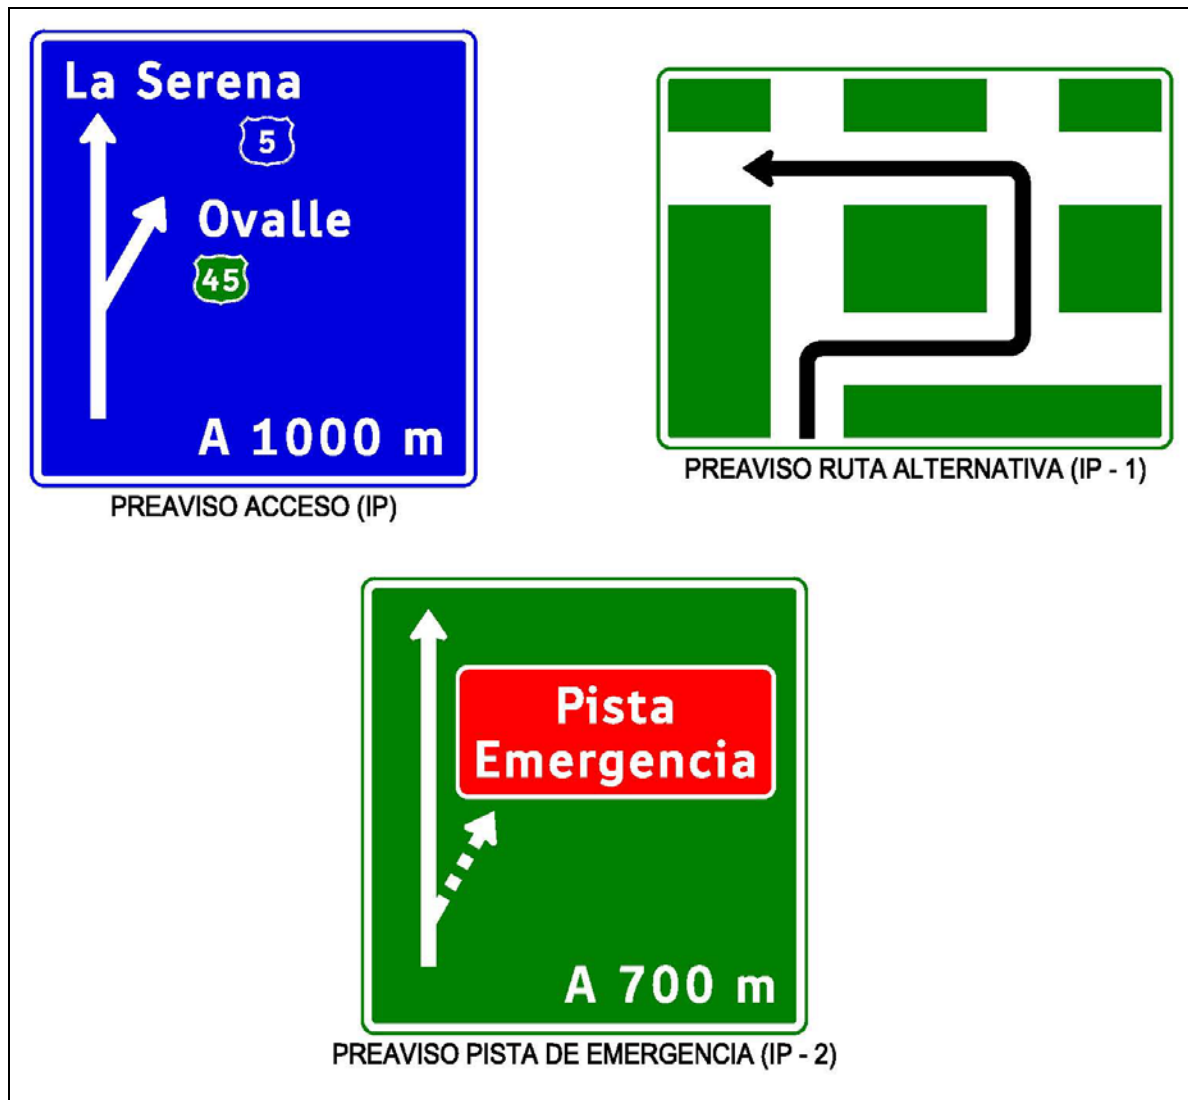 La Serena
5
Ovalle
45
A 1000 m
PREAVISO ACCESO (IP)
PREAVISO RUTA ALTERNATIVA (IP - 1)
Pista
Emergencia
A 700 m
PREAVISO PISTA DE EMERGENCIA (IP - 2)